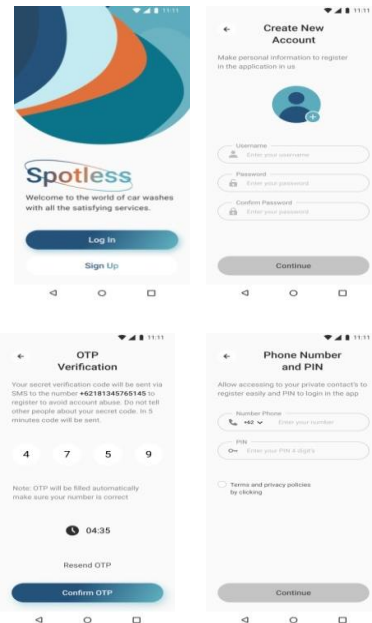 11:11
Spotless
Welcome to the world of car washes
with all the satisfying services.
Log In
Sign Up
11:11
Create New
Account
Make personal information to register
in the application in us
Username
Enter your username
Password
Enter your password
Confirm Password
Enter your password
Continue
11:11
OTP
Verification
Your secret verification code will be sent via
SMS to the number +62181345765145 to
register to avoid account abuse. Do not tell
other people about your secret code. In 5
minutes code will be sent.
4 7 5 9
Note: OTP will be filled automatically
make sure your number is correct
04:35
Resend OTP
Confirm OTP
11:11
Phone Number
and PIN
Allow accessing to your private contact's to
register easily and PIN to login in the app
Number Phone
+62 Enter your number
PIN
Enter your PIN 4 digit's
Terms and privacy policies
by clicking
Continue